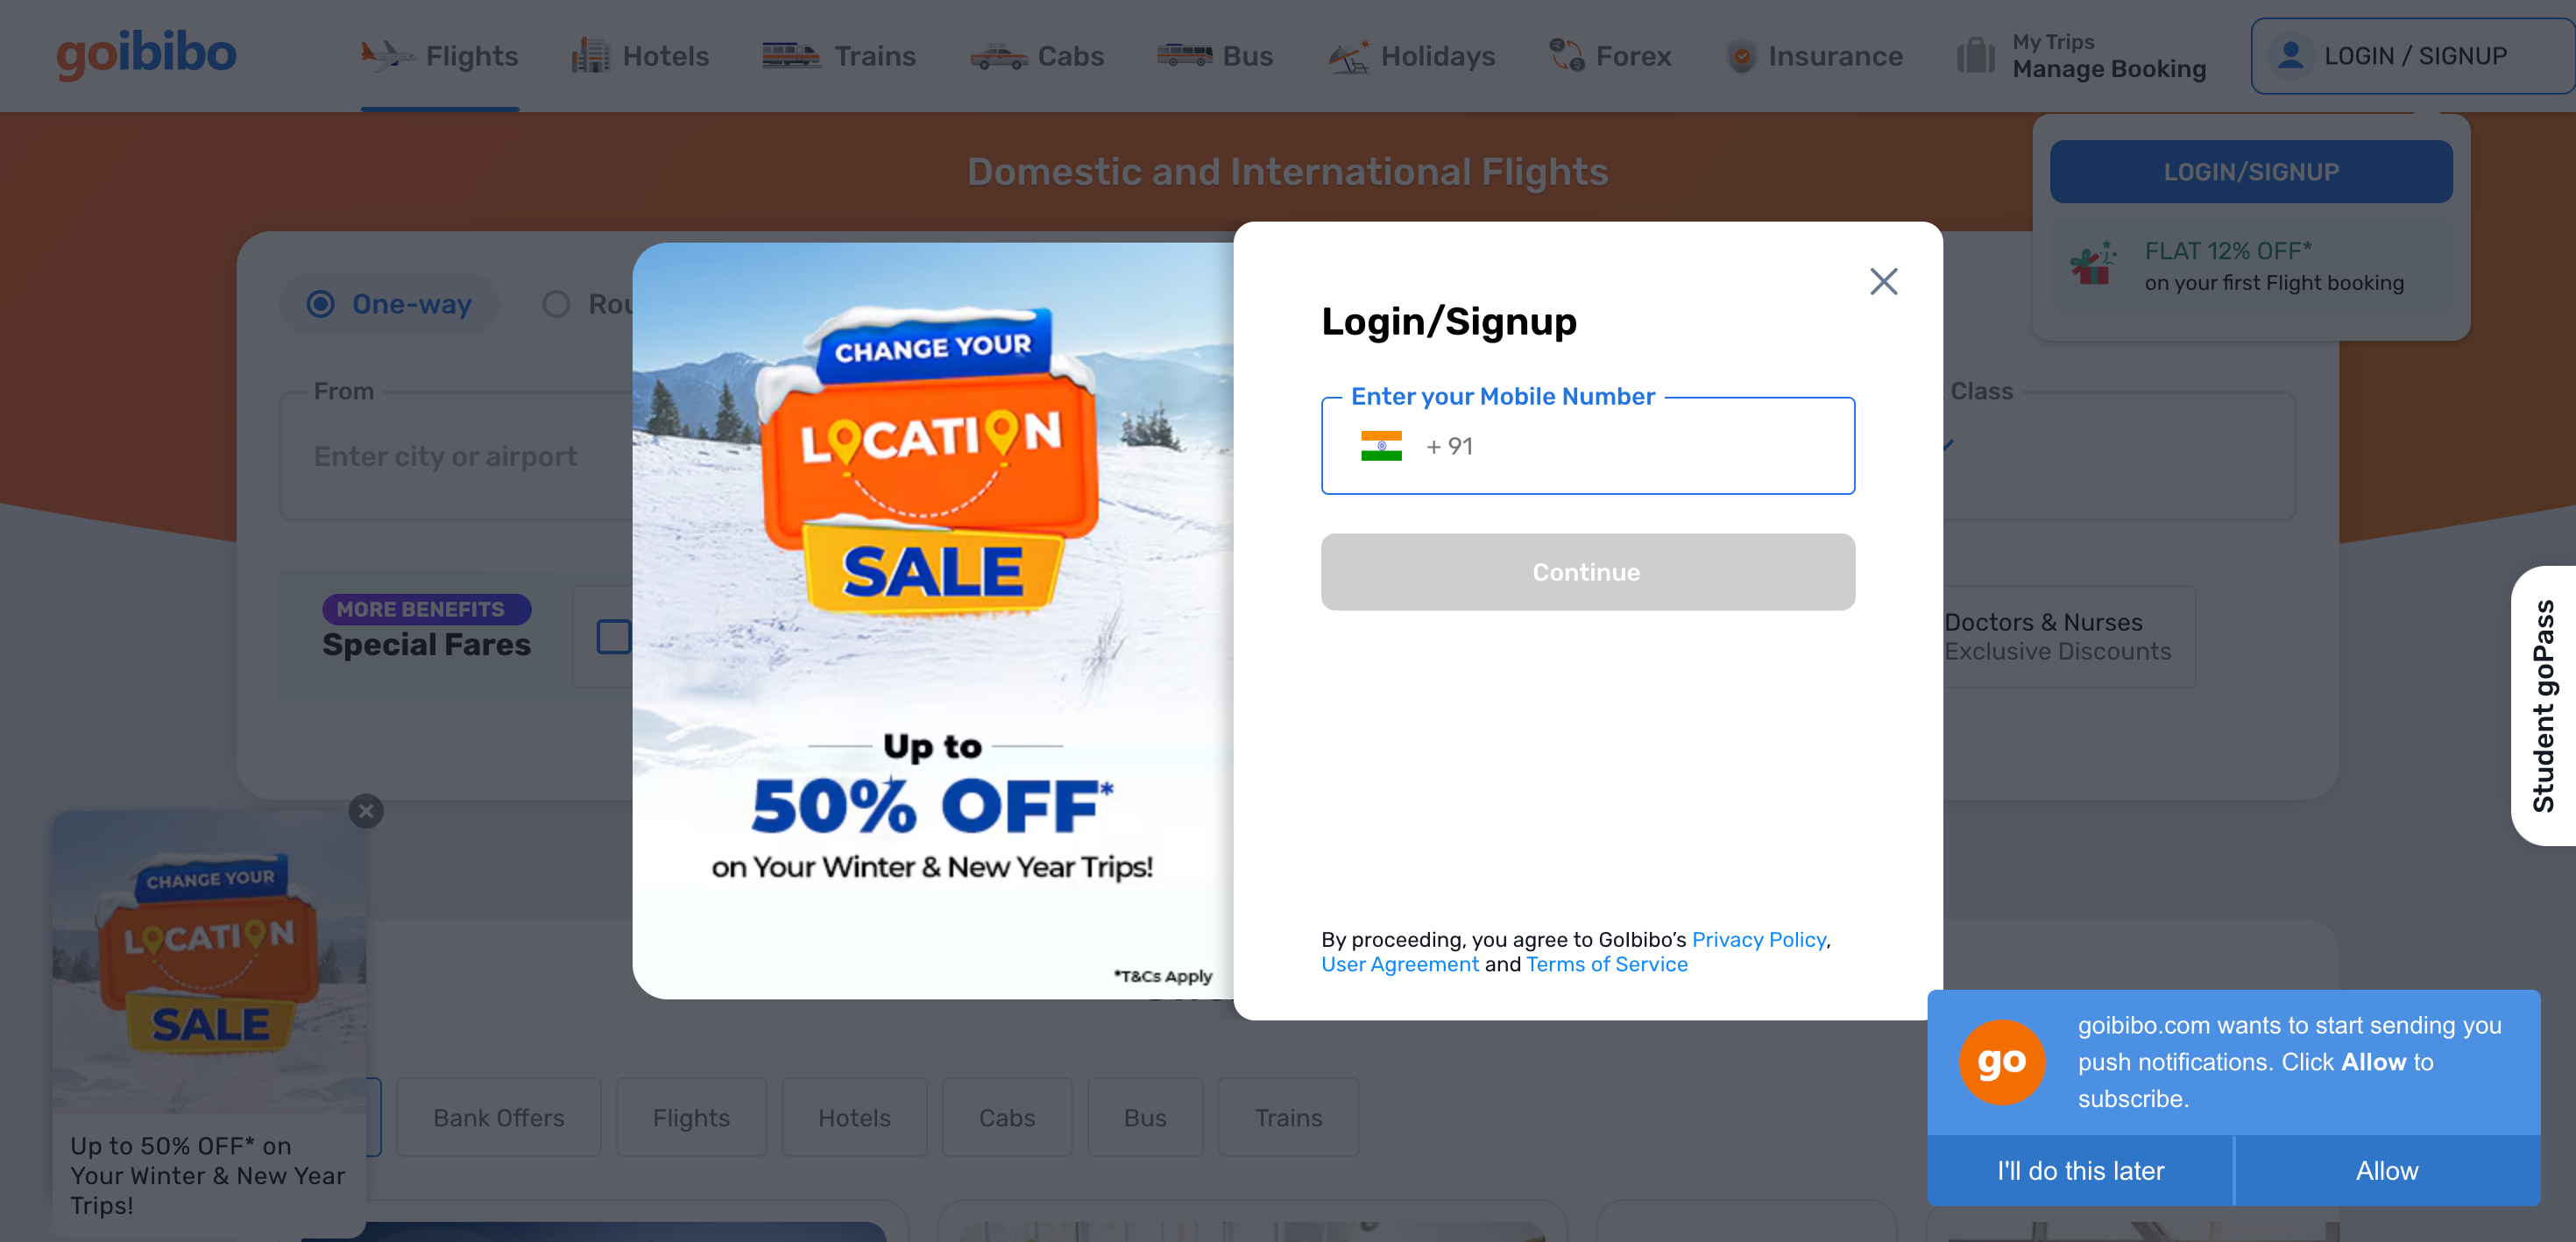 goibibo
Flights
Hotels
Trains
Cabs
Bus
Holidays
Forex
Insurance
My Trips
Manage Booking
LOGIN / SIGNUP
Domestic and International Flights
LOGIN/SIGNUP
FLAT 12% OFF*
on your first Flight booking
One-way
Rou
From
Enter city or airport
Class
MORE BENEFITS
Special Fares
Doctors & Nurses
Exclusive Discounts
CHANGE YOUR
LOCATION
SALE
Up to
50% OFF*
on Your Winter & New Year Trips!
*T&Cs Apply
Login/Signup
Enter your Mobile Number
+ 91
Continue
By proceeding, you agree to GoIbibo’s Privacy Policy,
User Agreement and Terms of Service
Student goPass
CHANGE YOUR
LOCATION
SALE
Up to 50% OFF* on
Your Winter & New Year
Trips!
Bank Offers
Flights
Hotels
Cabs
Bus
Trains
go
goibibo.com wants to start sending you
push notifications. Click Allow to
subscribe.
I'll do this later
Allow